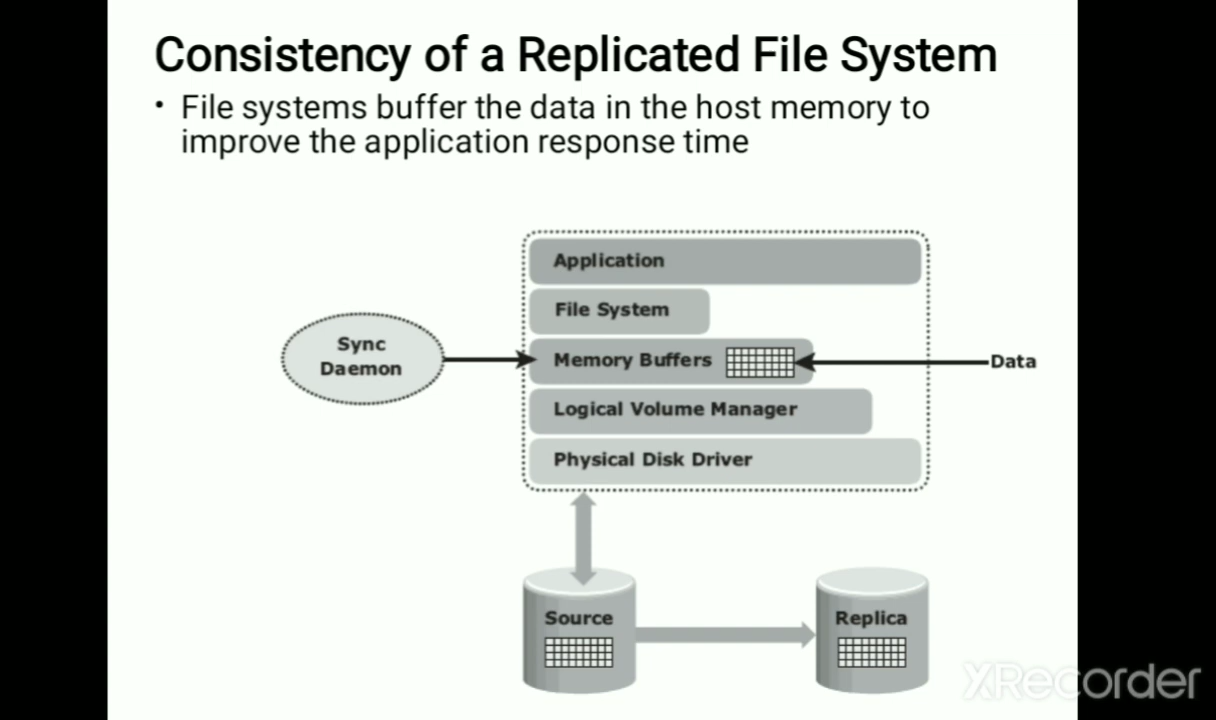 Consistency of a Replicated File System
• File systems buffer the data in the host memory to
improve the application response time
Application
File System
Sync
Daemon
Memory Buffers
Data
Logical Volume Manager
Physical Disk Driver
Source
Replica
XRecorder